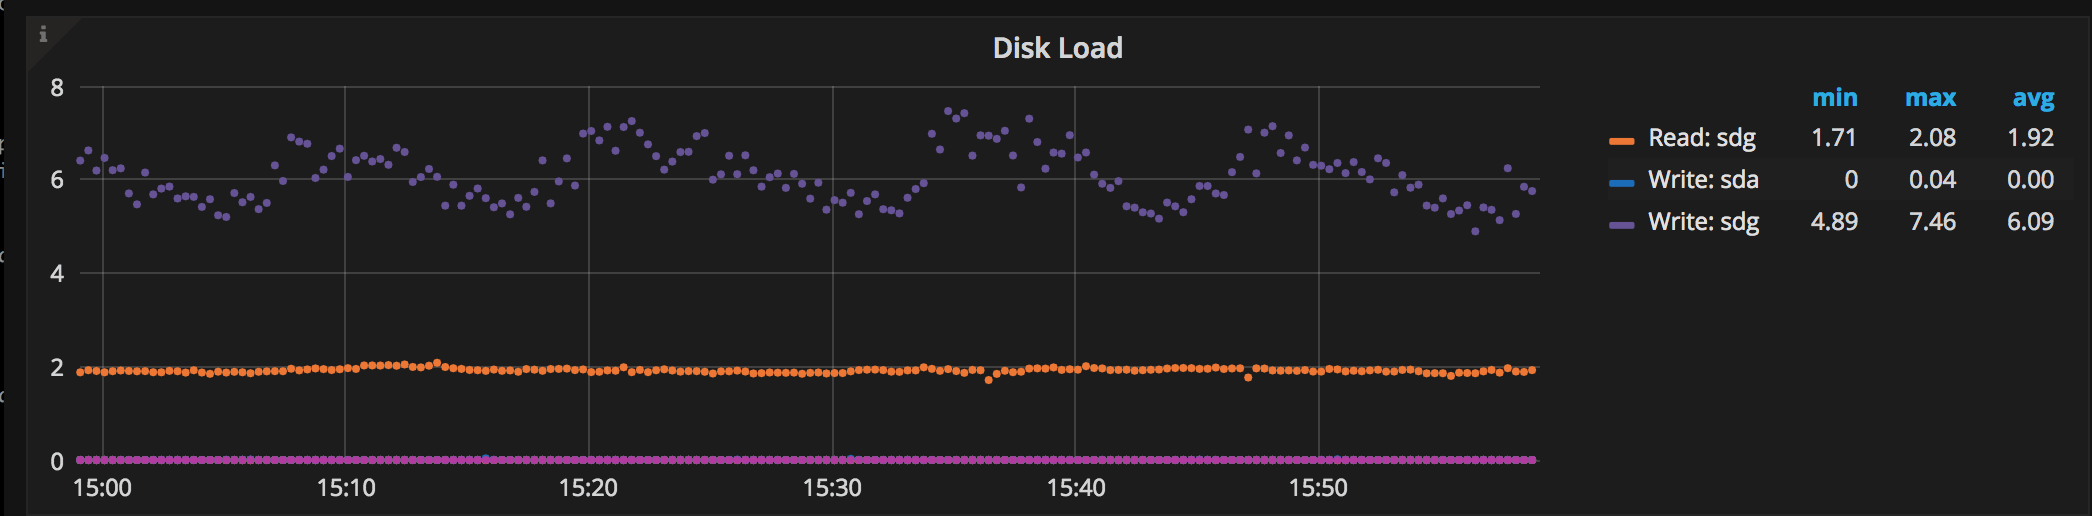 Disk Load
8
6
4
2
0
15:00 15:10 15:20 15:30 15:40 15:50
min max avg
Read: sdg 1.71 2.08 1.92
Write: sda 0 0.04 0.00
Write: sdg 4.89 7.46 6.09